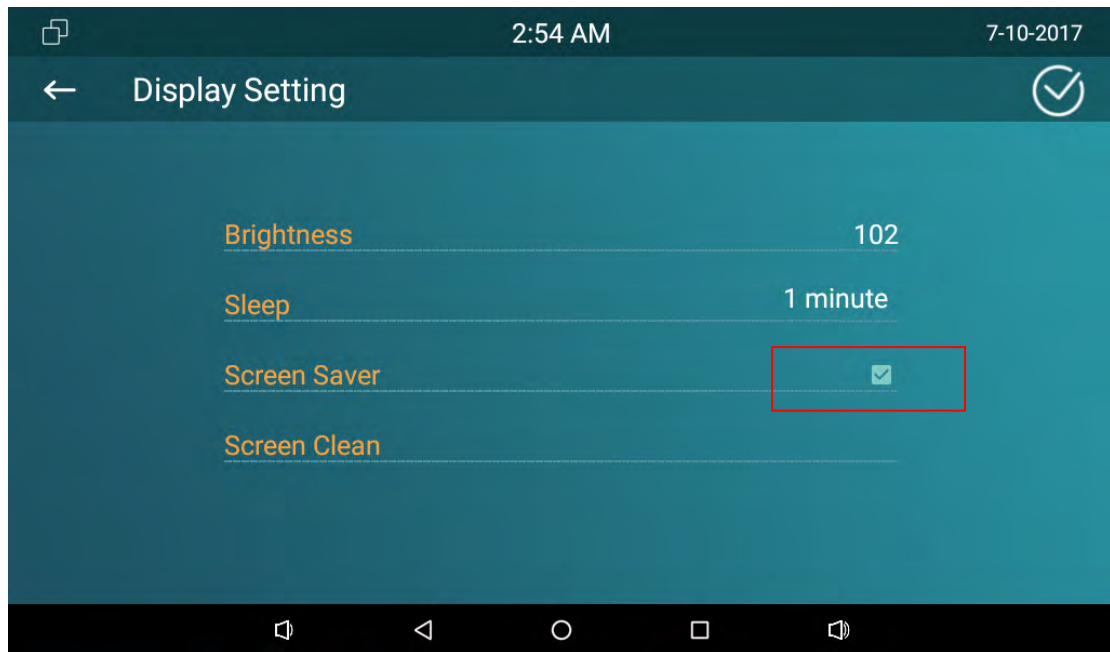 2:54 AM 7-10-2017
Display Setting
Brightness 102
Sleep 1 minute
Screen Saver
Screen Clean